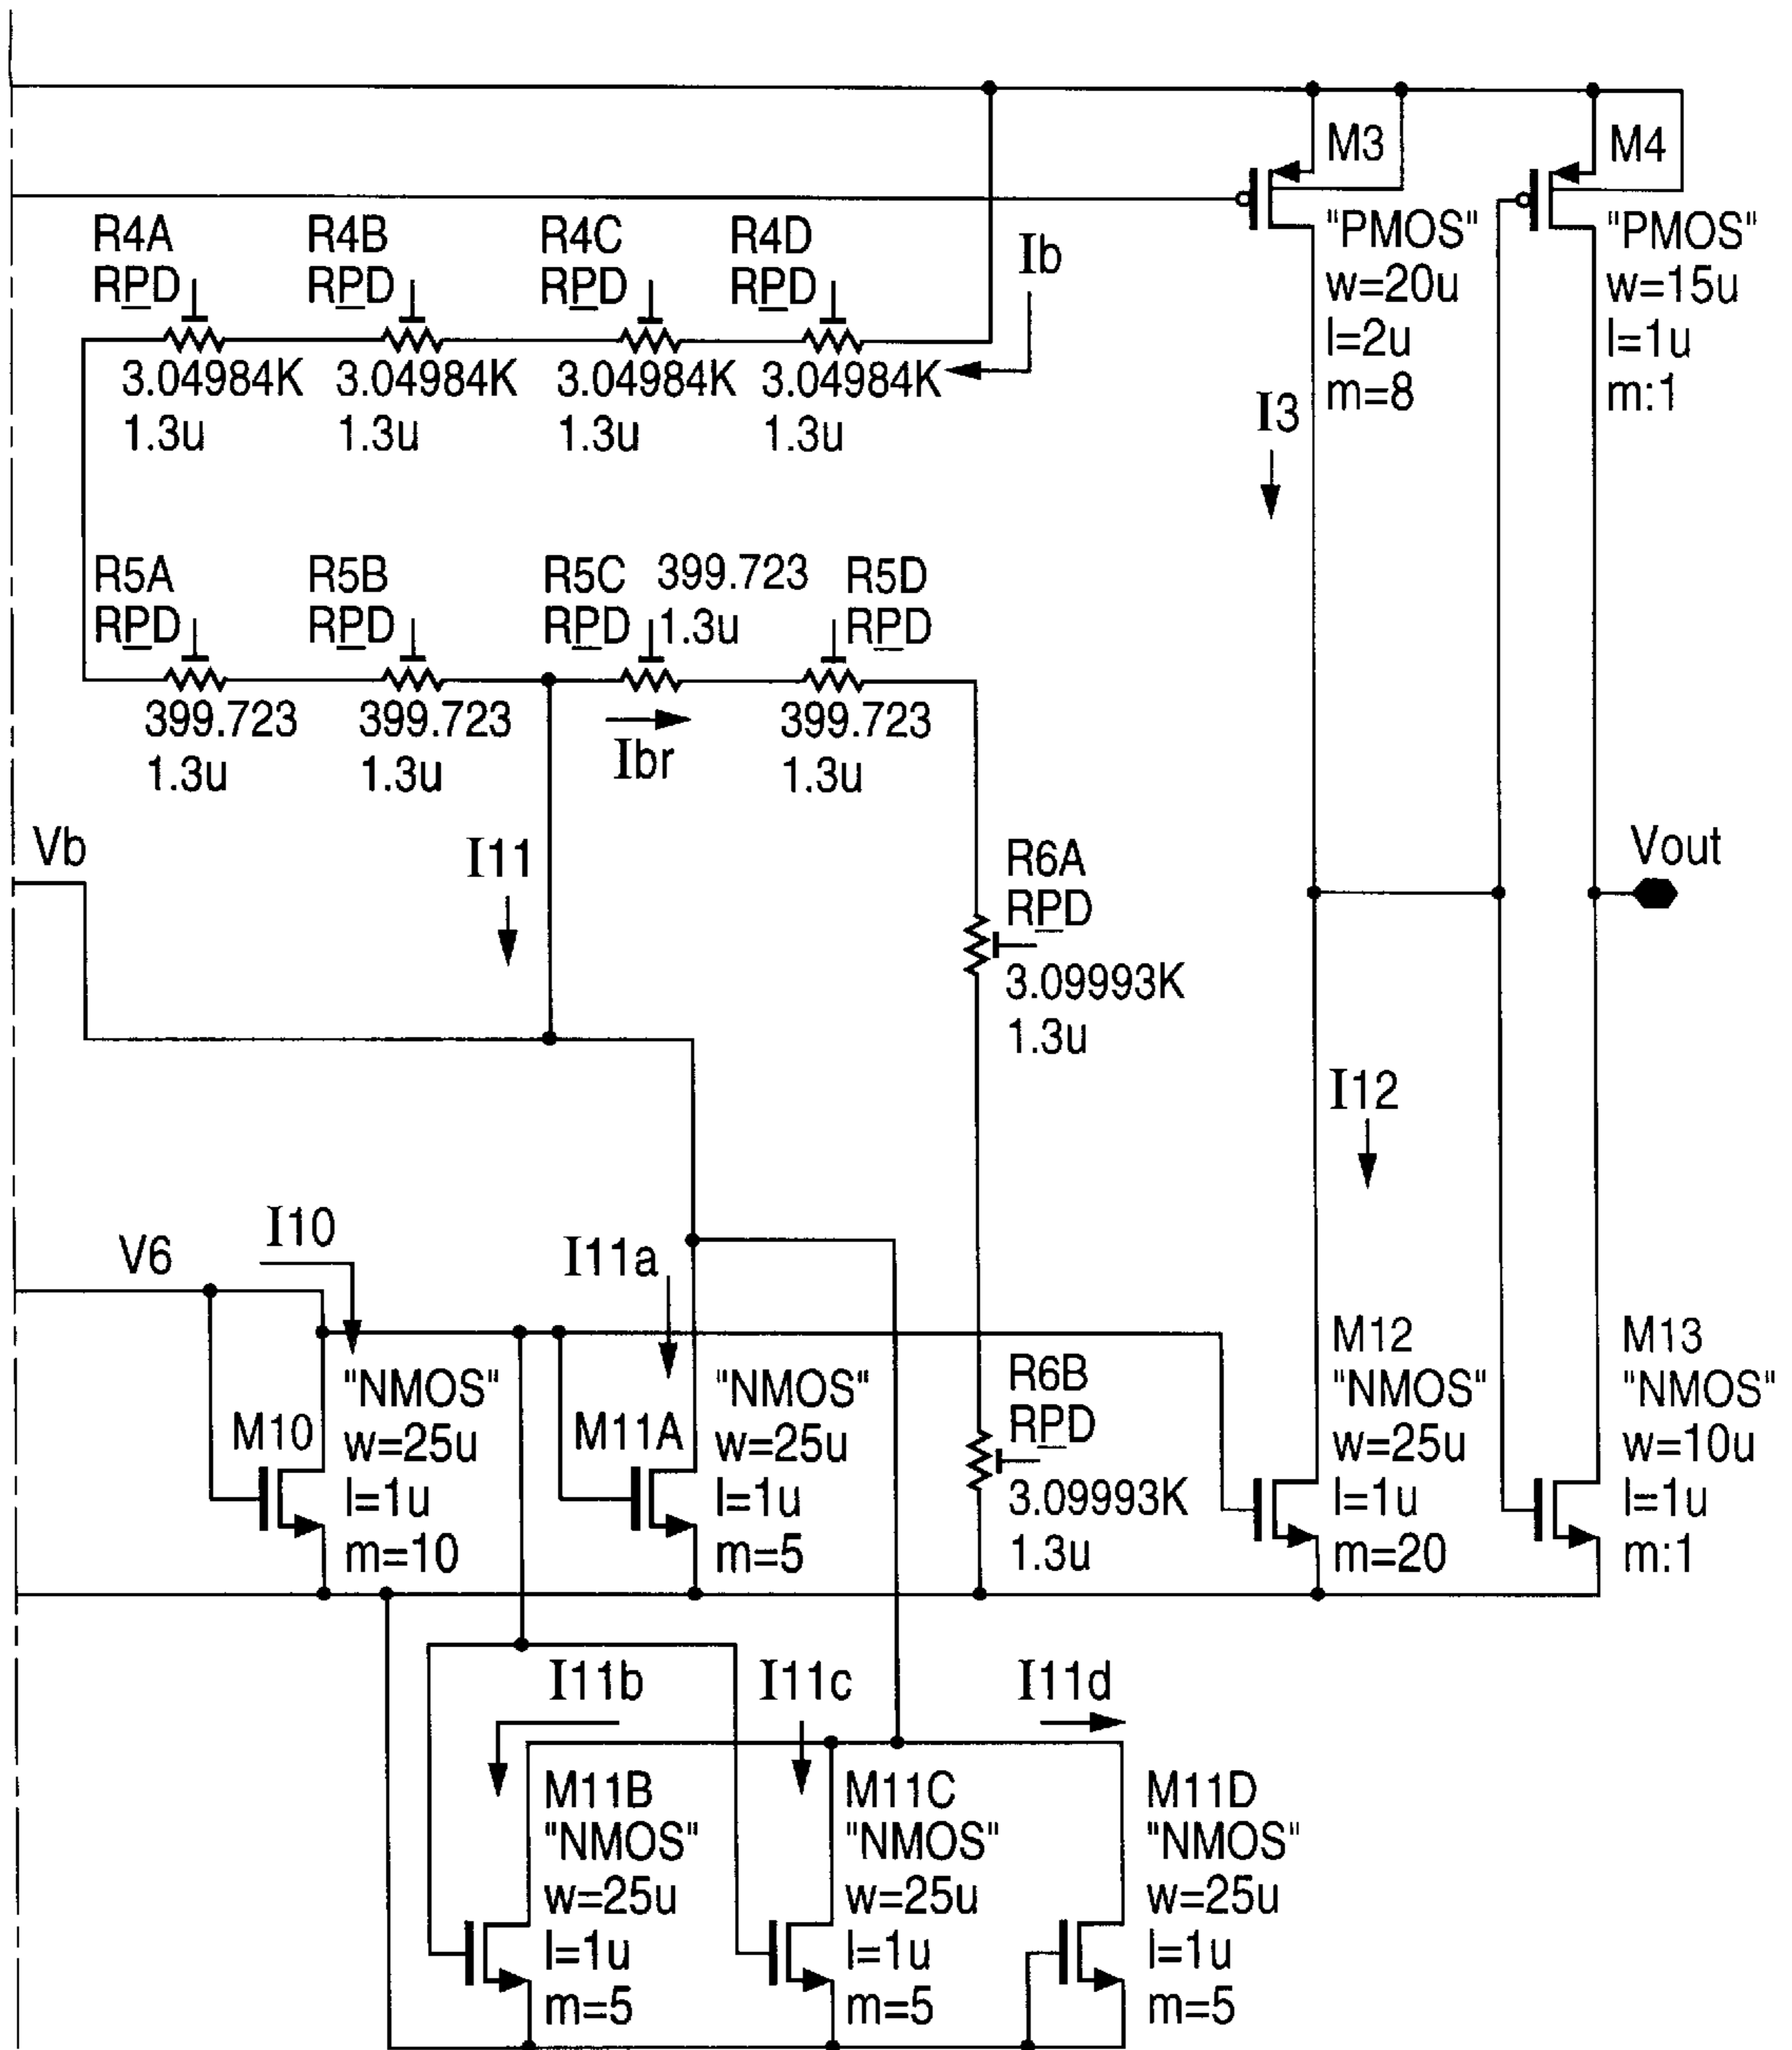 M3
"PMOS"
w=20u
l=2u
m=8
M4
"PMOS"
w=15u
l=1u
m:1
R4A
RPD
3.04984K
1.3u
R4B
RPD
3.04984K
1.3u
R4C
RPD
3.04984K
1.3u
R4D
RPD
3.04984K
1.3u
Ib
I3
R5A
RPD
399.723
1.3u
R5B
RPD
399.723
1.3u
R5C
RPD
399.723
1.3u
R5D
RPD
399.723
1.3u
Ibr
Vb
I11
R6A
RPD
3.09993K
1.3u
Vout
I12
V6
I10
I11a
M10
"NMOS"
w=25u
l=1u
m=10
M11A
"NMOS"
w=25u
l=1u
m=5
R6B
RPD
3.09993K
1.3u
M12
"NMOS"
w=25u
l=1u
m=20
M13
"NMOS"
w=10u
l=1u
m:1
I11b
I11c
I11d
M11B
"NMOS"
w=25u
l=1u
m=5
M11C
"NMOS"
w=25u
l=1u
m=5
M11D
"NMOS"
w=25u
l=1u
m=5